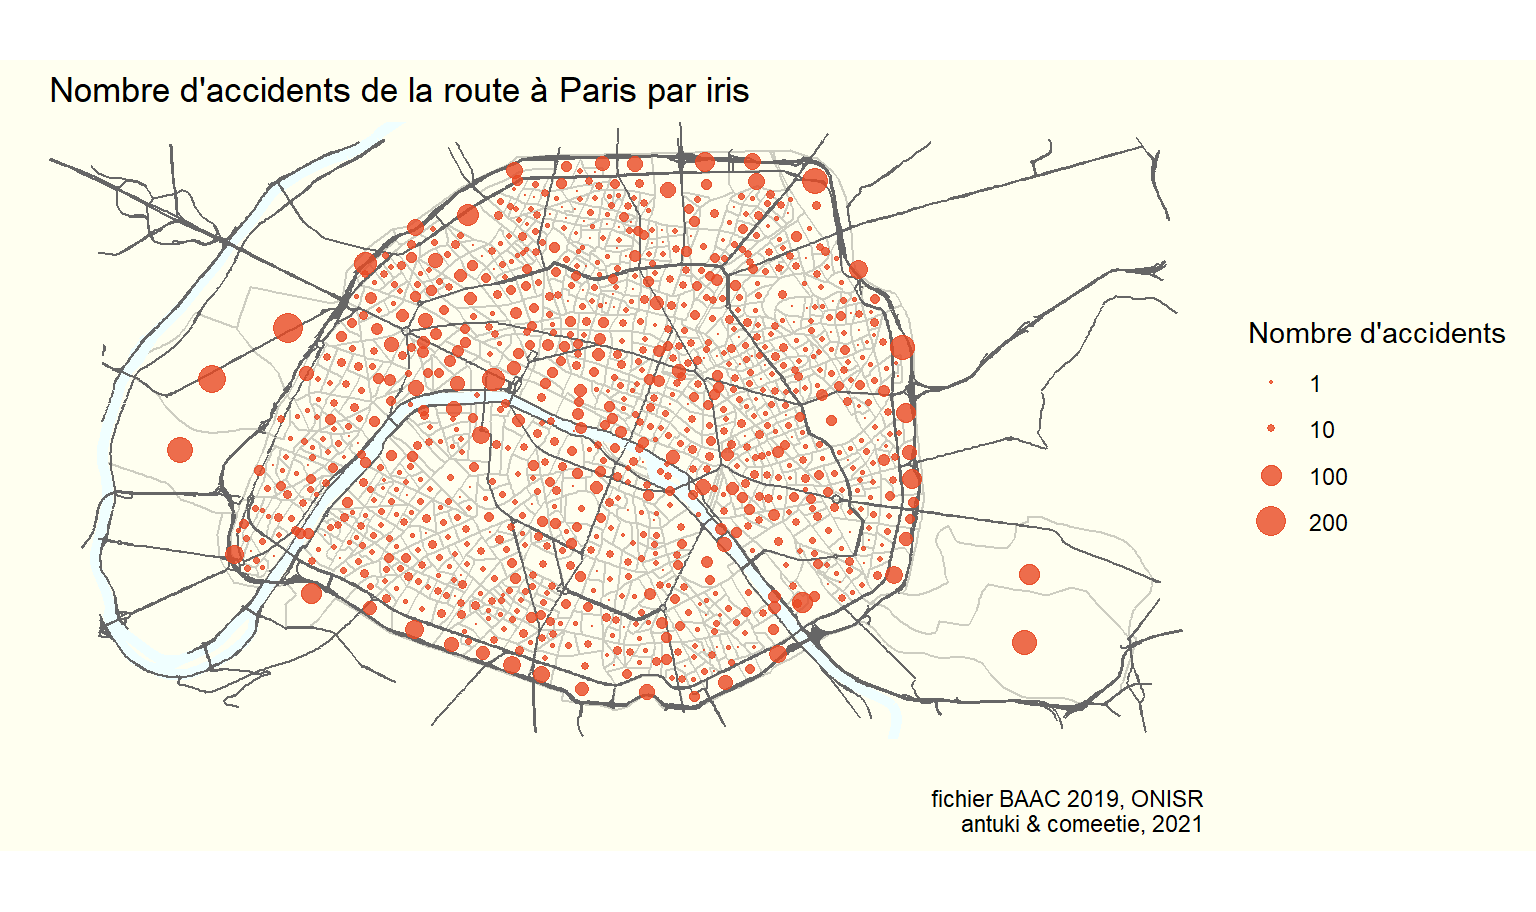 Nombre d'accidents de la route à Paris par iris
Nombre d'accidents
1
10
100
200
fichier BAAC 2019, ONISR
antuki & comeetie, 2021